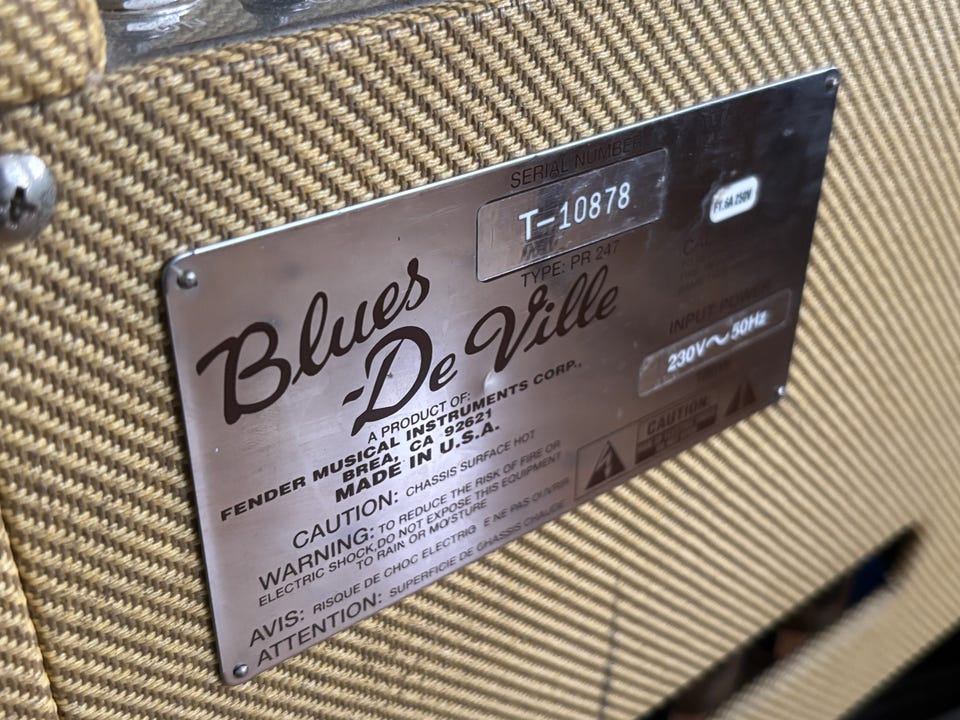 SERIAL NUMBER
T-10878
TYPE: PR 247
F1.6A 250V
Blues
De Ville
INPUT POWER
230V~50Hz
A PRODUCT OF:
FENDER MUSICAL INSTRUMENTS CORP.,
BREA, CA 92621
MADE IN U.S.A.
CAUTION
CAUTION: CHASSIS SURFACE HOT
WARNING: TO REDUCE THE RISK OF FIRE OR
ELECTRIC SHOCK, DO NOT EXPOSE THIS EQUIPMENT
TO RAIN OR MOISTURE
AVIS: RISQUE DE CHOC ELECTRIQ E NE PAS OUVRIR
ATTENTION: SUPERFICIE DE CHASSIS CHAUDE